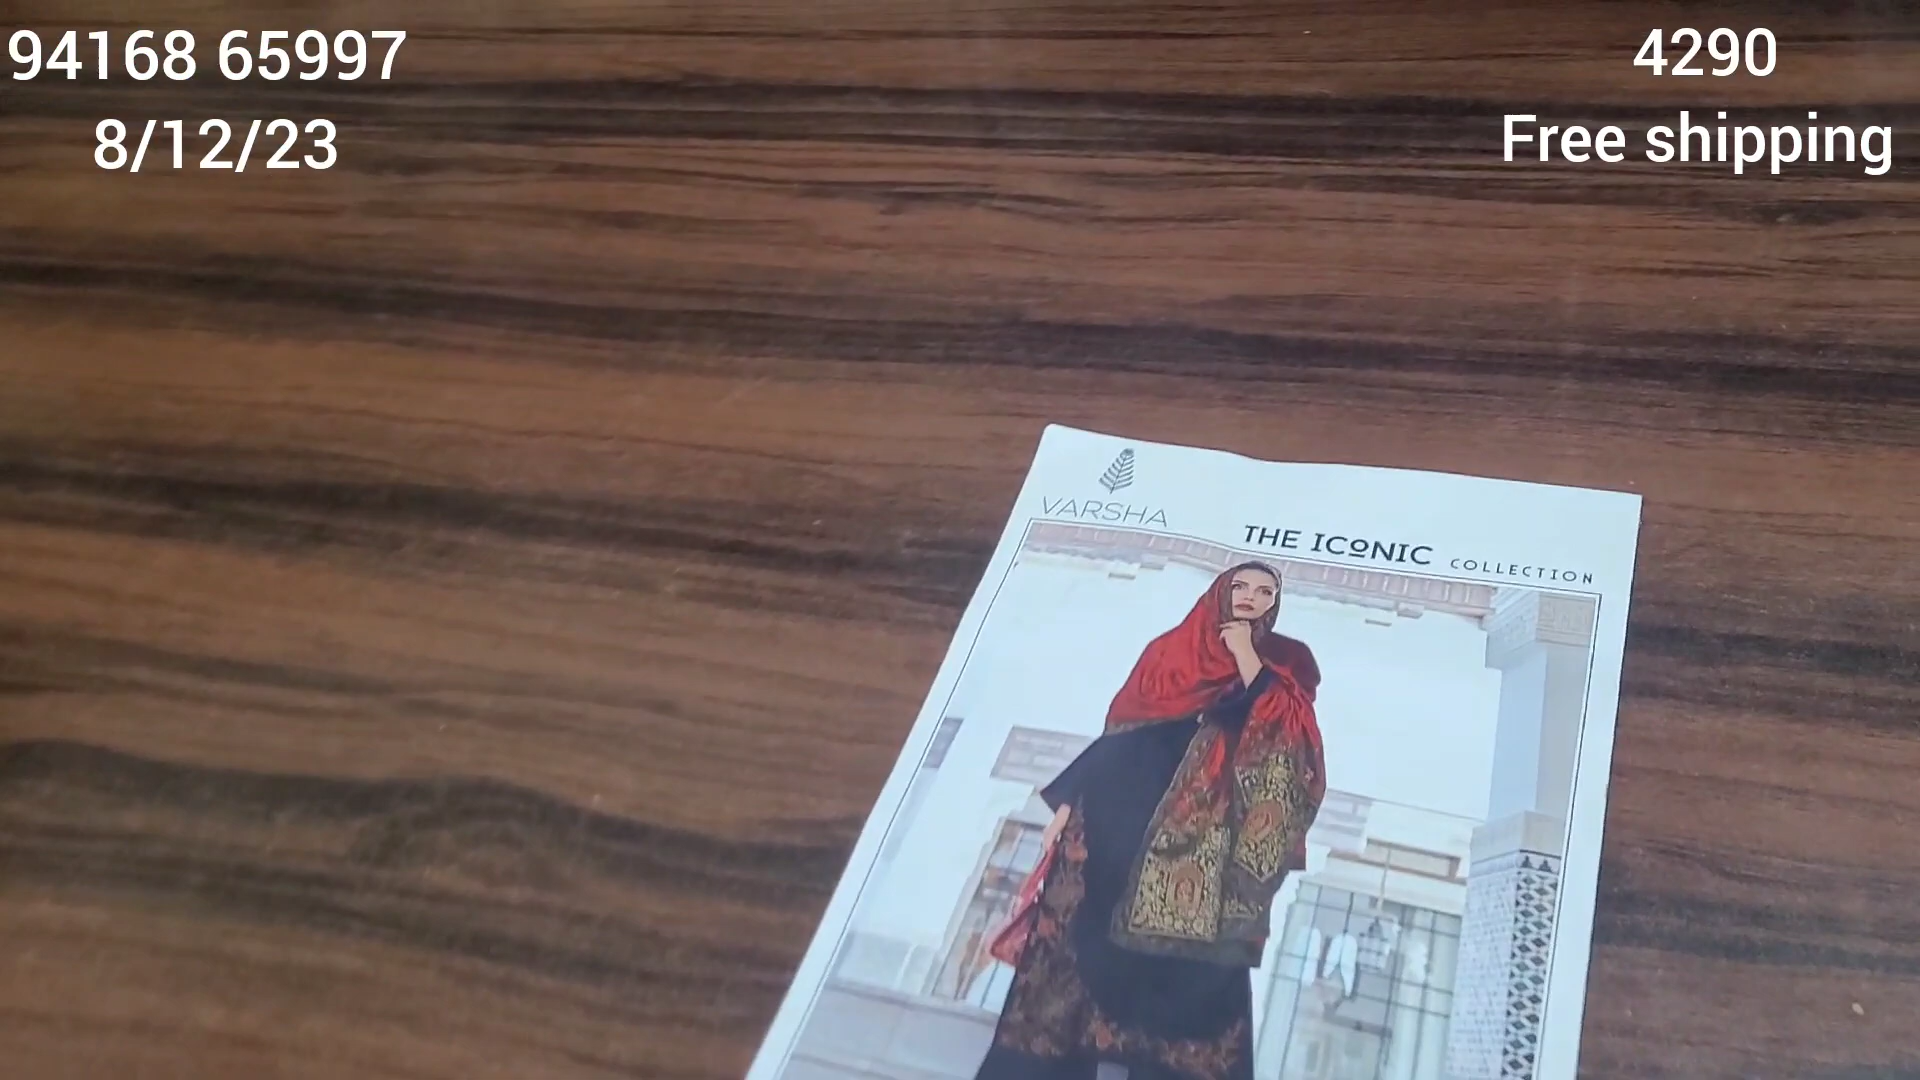 94168 65997
8/12/23
4290
Free shipping
VARSHA
THE ICONIC COLLECTION